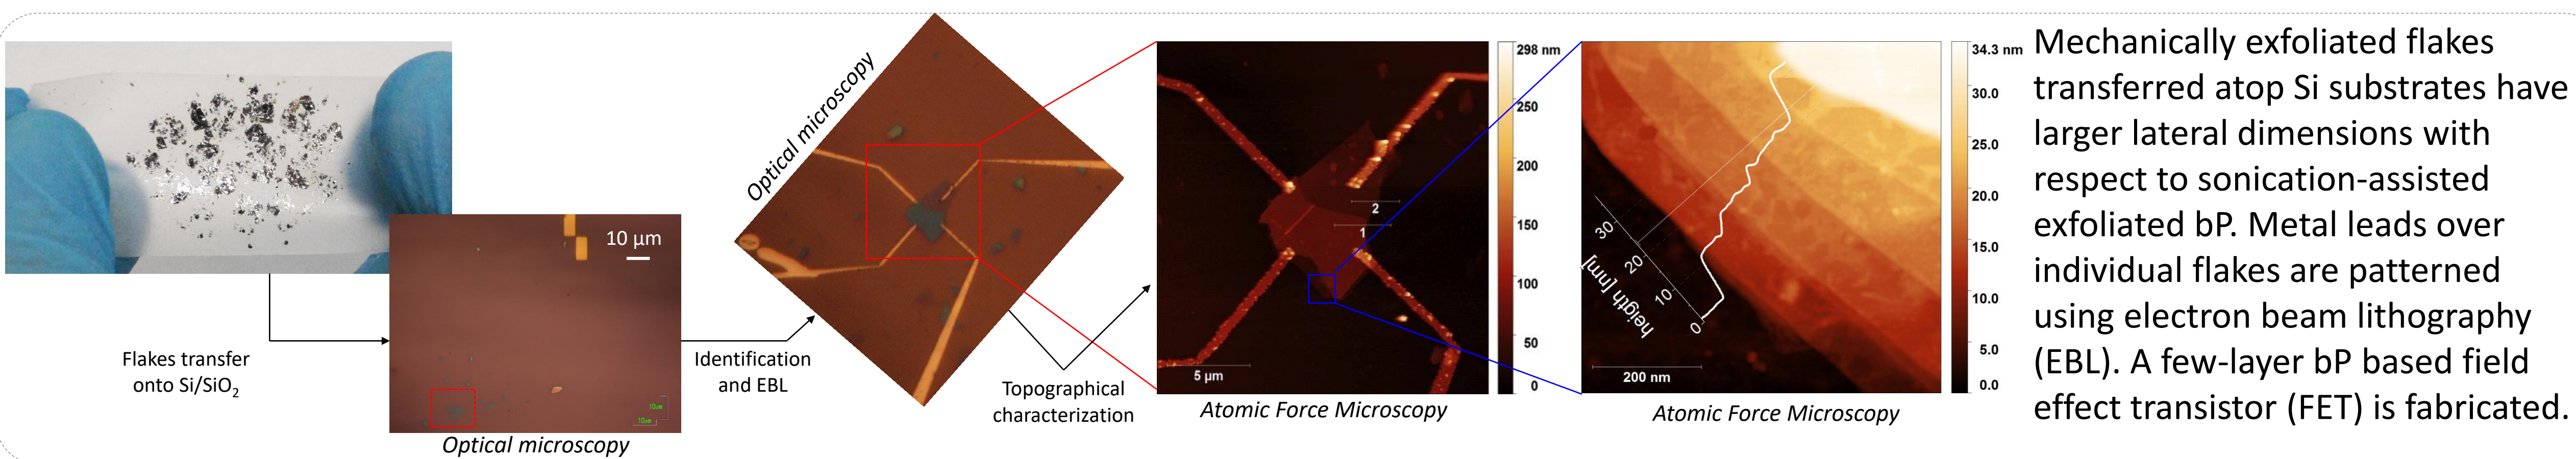 Flakes transfer
onto Si/SiO₂
10 μm
10μm
10μm
Optical microscopy
Identification
and EBL
Optical microscopy
Topographical
characterization
2
1
5 μm
298 nm
250
200
150
100
50
0
Atomic Force Microscopy
30
20
10
0
heigth [nm]
200 nm
34.3 nm
30.0
25.0
20.0
15.0
10.0
5.0
0.0
Atomic Force Microscopy
Mechanically exfoliated flakes
transferred atop Si substrates have
larger lateral dimensions with
respect to sonication-assisted
exfoliated bP. Metal leads over
individual flakes are patterned
using electron beam lithography
(EBL). A few-layer bP based field
effect transistor (FET) is fabricated.